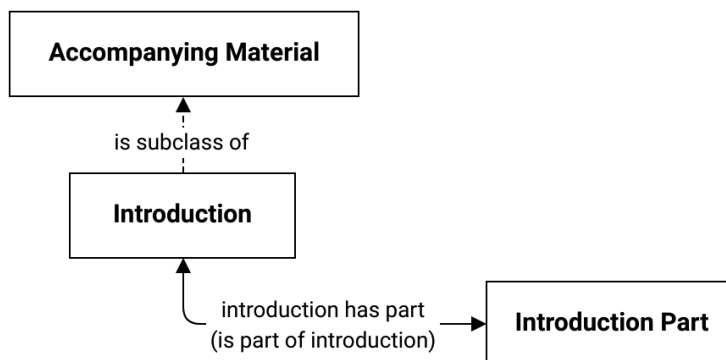 Accompanying Material
is subclass of
Introduction
introduction has part
(is part of introduction)
Introduction Part